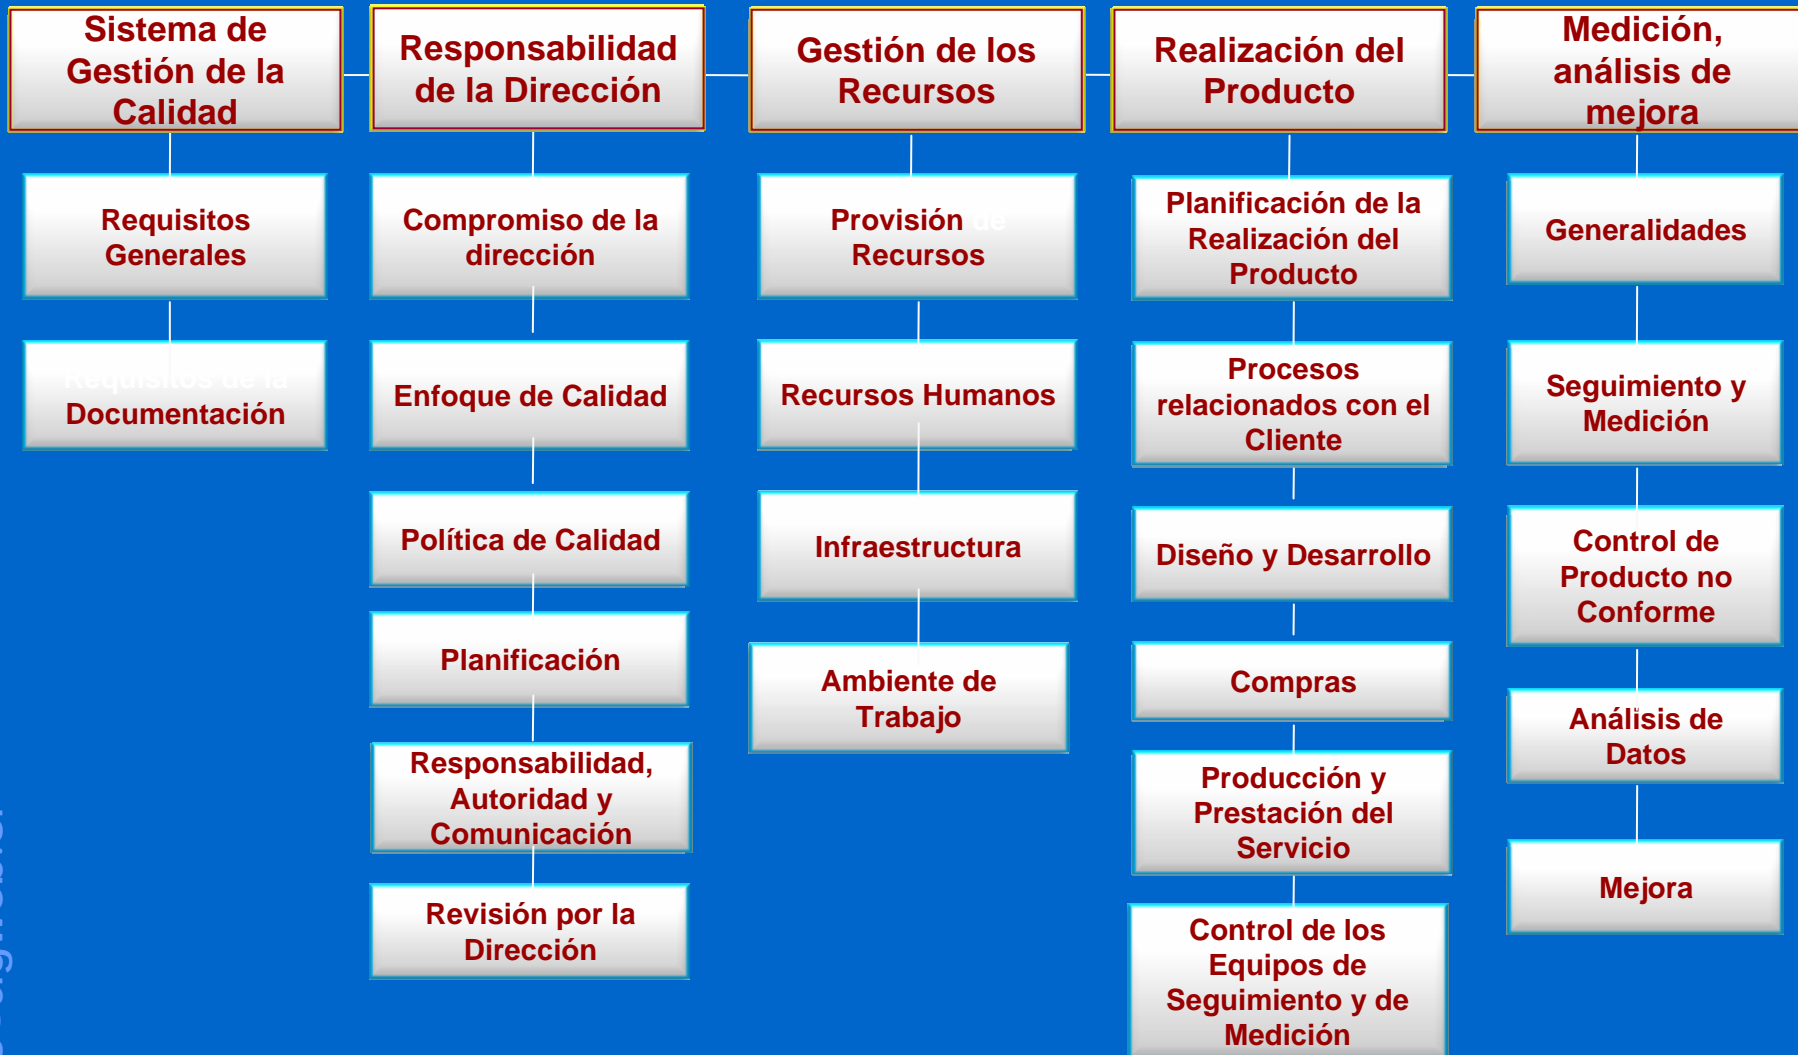 Sistema de
Gestión de la
Calidad
Responsabilidad
de la Dirección
Gestión de los
Recursos
Realización del
Producto
Medición,
análisis de
mejora
Requisitos
Generales
Requisitos de la
Documentación
Compromiso de la
dirección
Enfoque de Calidad
Política de Calidad
Planificación
Responsabilidad,
Autoridad y
Comunicación
Revisión por la
Dirección
Provisión de
Recursos
Recursos Humanos
Infraestructura
Ambiente de
Trabajo
Planificación de la
Realización del
Producto
Procesos
relacionados con el
Cliente
Diseño y Desarrollo
Compras
Producción y
Prestación del
Servicio
Control de los
Equipos de
Seguimiento y de
Medición
Generalidades
Seguimiento y
Medición
Control de
Producto no
Conforme
Análisis de
Datos
Mejora